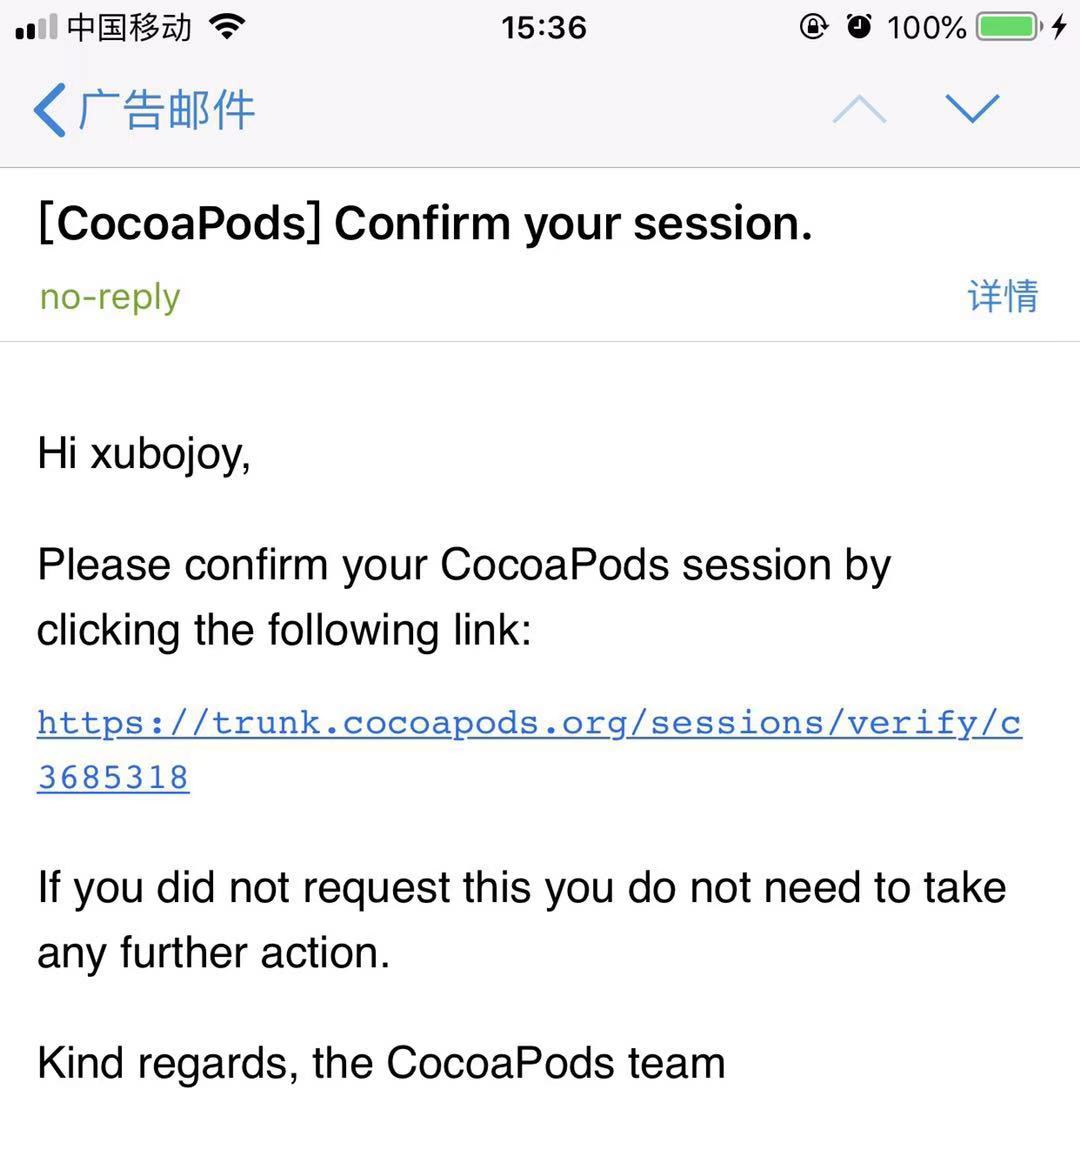 中国移动 15:36 100%
广告邮件
[CocoaPods] Confirm your session.
no-reply 详情
Hi xubojoy,
Please confirm your CocoaPods session by
clicking the following link:
https://trunk.cocoapods.org/sessions/verify/c
3685318
If you did not request this you do not need to take
any further action.
Kind regards, the CocoaPods team